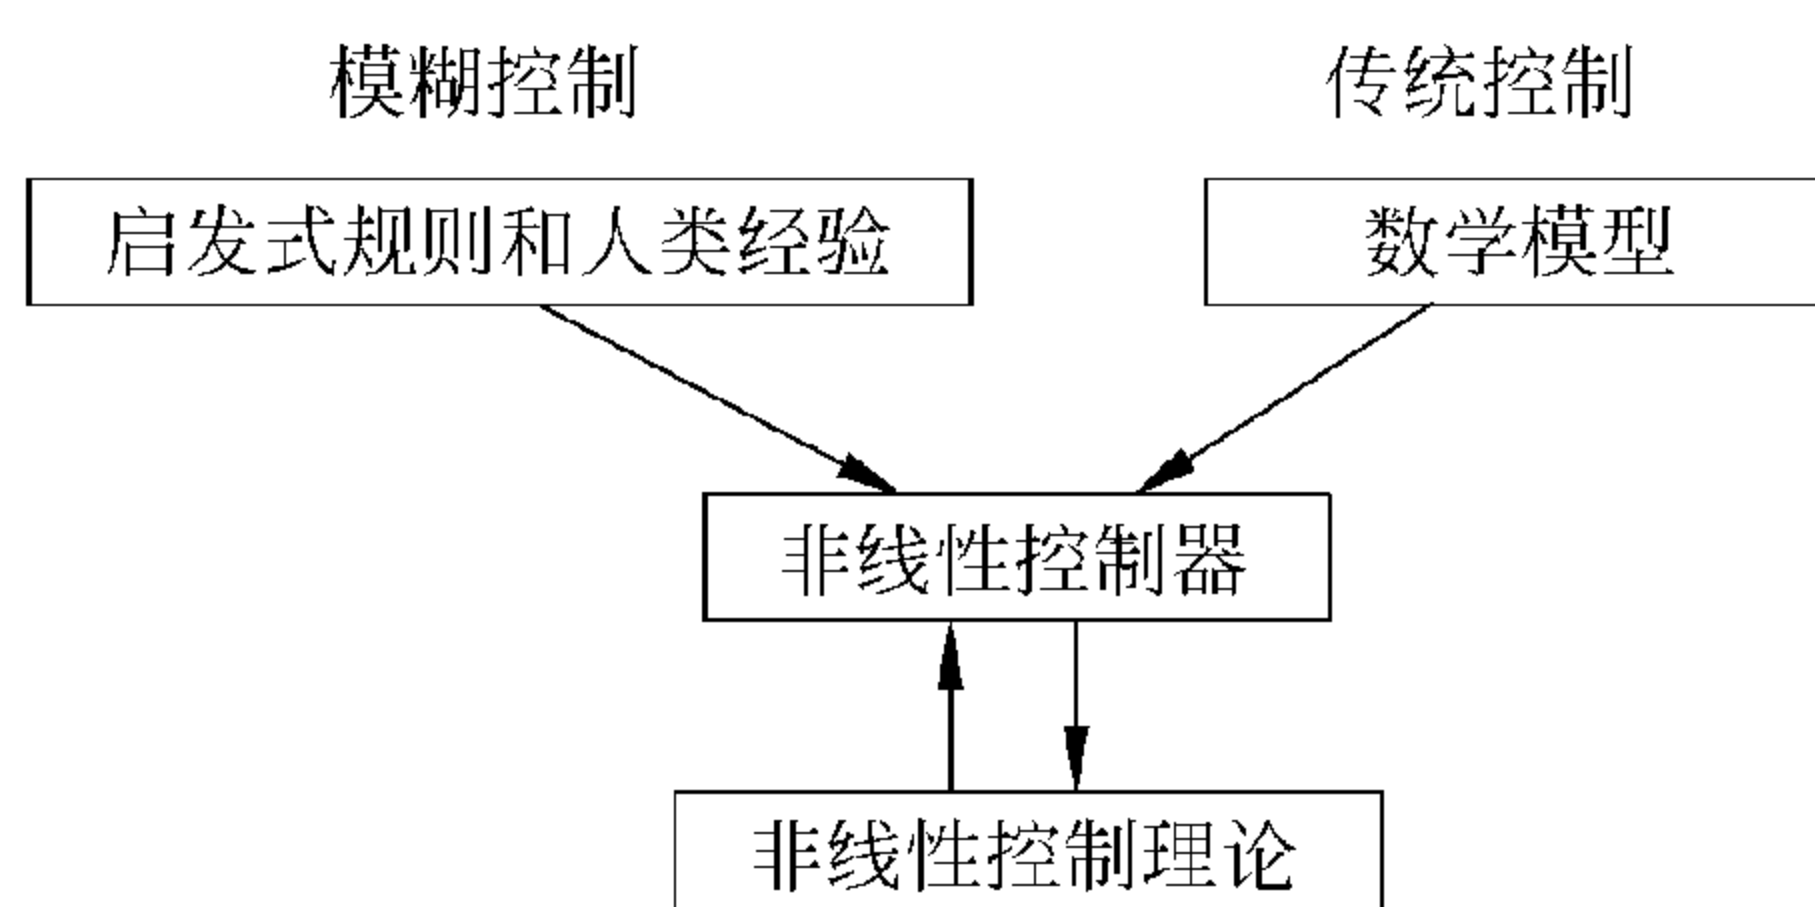 模糊控制
传统控制
启发式规则和人类经验
数学模型
非线性控制器
非线性控制理论